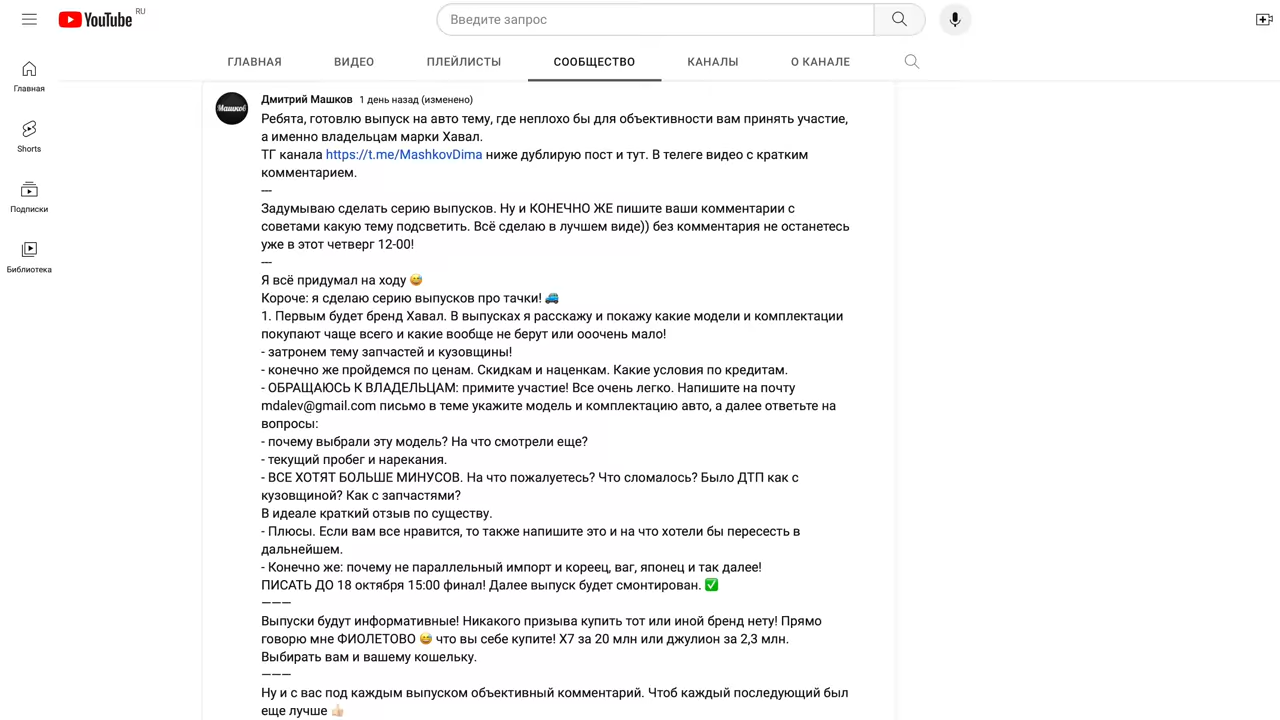 YouTube RU
Введите запрос
ГЛАВНАЯ ВИДЕО ПЛЕЙЛИСТЫ СООБЩЕСТВО КАНАЛЫ О КАНАЛЕ
Главная
Shorts
Подписки
Библиотека
Машков
Дмитрий Машков 1 день назад (изменено)
Ребята, готовлю выпуск на авто тему, где неплохо бы для объективности вам принять участие,
а именно владельцам марки Хавал.
ТГ канала https://t.me/MashkovDima ниже дублирую пост и тут. В телеге видео с кратким
комментарием.
---
Задумываю сделать серию выпусков. Ну и КОНЕЧНО ЖЕ пишите ваши комментарии с
советами какую тему подсветить. Всё сделаю в лучшем виде)) без комментария не останетесь
уже в этот четверг 12-00!
---
Я всё придумал на ходу 😅
Короче: я сделаю серию выпусков про тачки! 🚙
1. Первым будет бренд Хавал. В выпусках я расскажу и покажу какие модели и комплектации
покупают чаще всего и какие вообще не берут или ооочень мало!
- затронем тему запчастей и кузовщины!
- конечно же пройдемся по ценам. Скидкам и наценкам. Какие условия по кредитам.
- ОБРАЩАЮСЬ К ВЛАДЕЛЬЦАМ: примите участие! Все очень легко. Напишите на почту
mdalev@gmail.com письмо в теме укажите модель и комплектацию авто, а далее ответьте на
вопросы:
- почему выбрали эту модель? На что смотрели еще?
- текущий пробег и нарекания.
- ВСЕ ХОТЯТ БОЛЬШЕ МИНУСОВ. На что пожалуетесь? Что сломалось? Было ДТП как с
кузовщиной? Как с запчастями?
В идеале краткий отзыв по существу.
- Плюсы. Если вам все нравится, то также напишите это и на что хотели бы пересесть в
дальнейшем.
- Конечно же: почему не параллельный импорт и кореец, ваг, японец и так далее!
ПИСАТЬ ДО 18 октября 15:00 финал! Далее выпуск будет смонтирован. ✅
———
Выпуски будут информативные! Никакого призыва купить тот или иной бренд нету! Прямо
говорю мне ФИОЛЕТОВО 😅 что вы себе купите! X7 за 20 млн или джулион за 2,3 млн.
Выбирать вам и вашему кошельку.
———
Ну и с вас под каждым выпуском объективный комментарий. Чтоб каждый последующий был
еще лучше 👍🏻